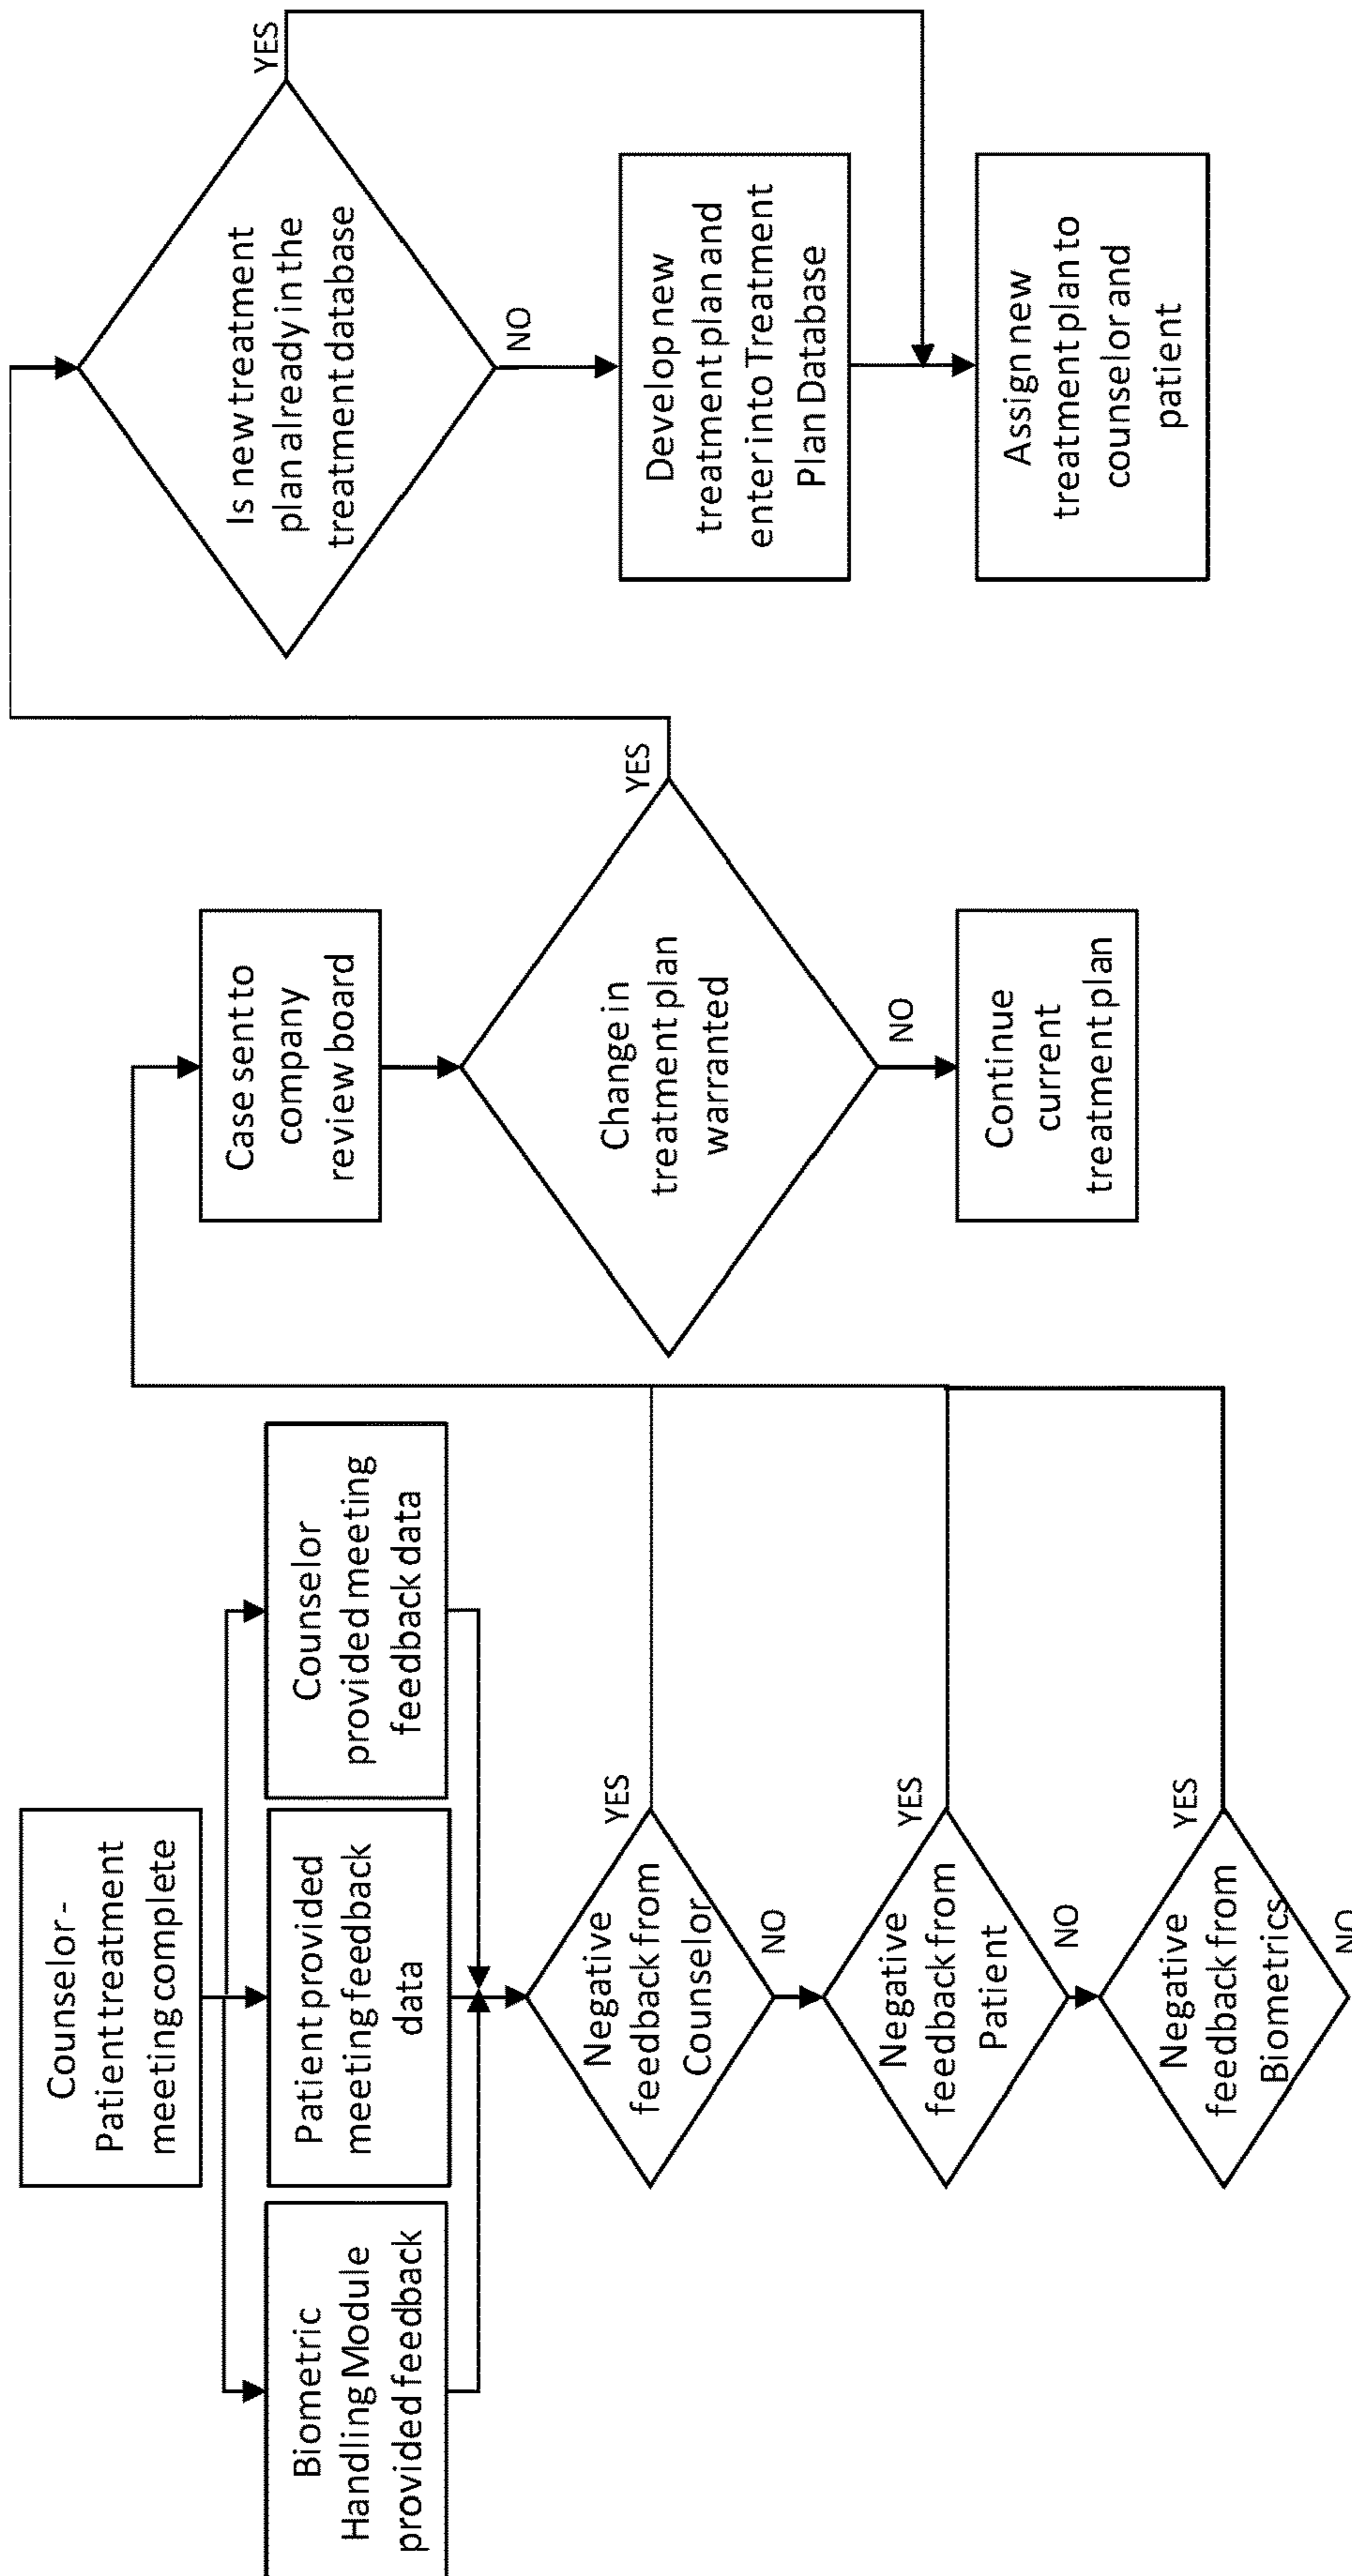 Counselor-
Patient treatment
meeting complete
Biometric
Handling Module
provided feedback
Patient provided
meeting feedback
data
Counselor
provided meeting
feedback data
Negative
feedback from
Counselor
YES
NO
Negative
feedback from
Patient
YES
NO
Negative
feedback from
Biometrics
YES
NO
Case sent to
company
review board
Change in
treatment plan
warranted
YES
NO
Continue
current
treatment plan
Is new treatment
plan already in the
treatment database
YES
NO
Develop new
treatment plan and
enter into Treatment
Plan Database
Assign new
treatment plan to
counselor and
patient